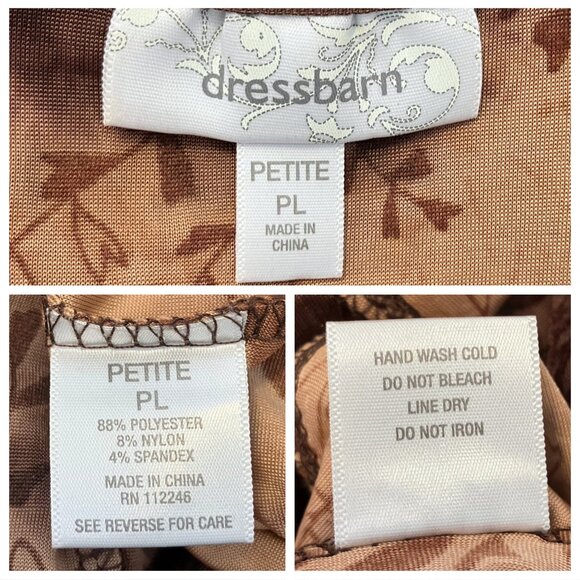 dressbarn
PETITE
PL
MADE IN
CHINA
PETITE
PL
88% POLYESTER
8% NYLON
4% SPANDEX
MADE IN CHINA
RN 112246
SEE REVERSE FOR CARE
HAND WASH COLD
DO NOT BLEACH
LINE DRY
DO NOT IRON